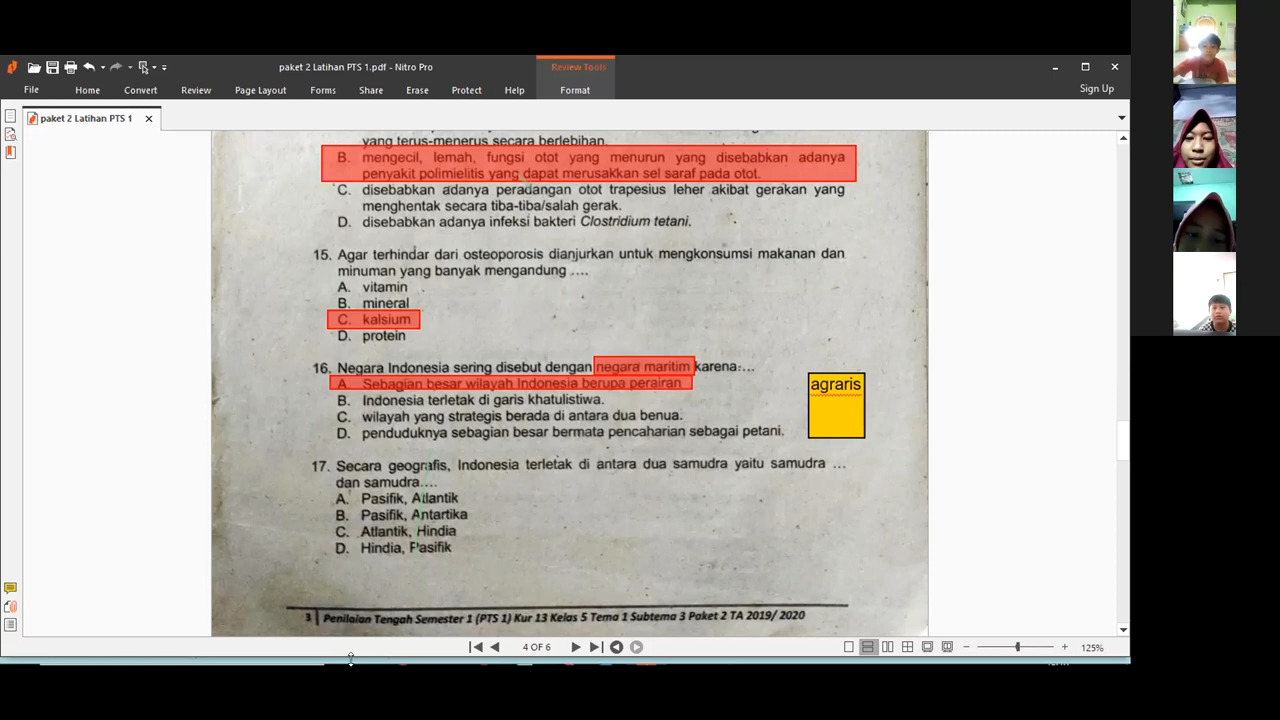 paket 2 Latihan PTS 1.pdf - Nitro Pro
Review Tools
File
Home
Convert
Review
Page Layout
Forms
Share
Erase
Protect
Help
Format
Sign Up
paket 2 Latihan PTS 1
yang terus-menerus secara berlebihan.
B. mengecil, lemah, fungsi otot yang menurun yang disebabkan adanya
penyakit polimielitis yang dapat merusakkan sel saraf pada otot.
C. disebabkan adanya peradangan otot trapesius leher akibat gerakan yang
menghentak secara tiba-tiba/salah gerak.
D. disebabkan adanya infeksi bakteri Clostridium tetani.
15. Agar terhindar dari osteoporosis dianjurkan untuk mengkonsumsi makanan dan
minuman yang banyak mengandung ....
A. vitamin
B. mineral
C. kalsium
D. protein
16. Negara Indonesia sering disebut dengan negara maritim karena....
A. Sebagian besar wilayah Indonesia berupa perairan
B. Indonesia terletak di garis khatulistiwa.
C. wilayah yang strategis berada di antara dua benua.
D. penduduknya sebagian besar bermata pencaharian sebagai petani.
agraris
17. Secara geografis, Indonesia terletak di antara dua samudra yaitu samudra ...
dan samudra....
A. Pasifik, Atlantik
B. Pasifik, Antartika
C. Atlantik, Hindia
D. Hindia, Pasifik
3 | Penilaian Tengah Semester 1 (PTS 1) Kur 13 Kelas 5 Tema 1 Subtema 3 Paket 2 TA 2019/ 2020
4 OF 6
125%